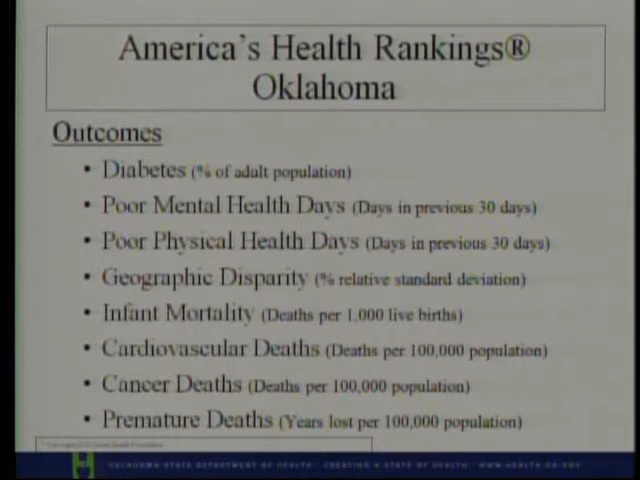 America's Health Rankings®
Oklahoma
Outcomes
• Diabetes (% of adult population)
• Poor Mental Health Days (Days in previous 30 days)
• Poor Physical Health Days (Days in previous 30 days)
• Geographic Disparity (% relative standard deviation)
• Infant Mortality (Deaths per 1,000 live births)
• Cardiovascular Deaths (Deaths per 100,000 population)
• Cancer Deaths (Deaths per 100,000 population)
• Premature Deaths (Years lost per 100,000 population)
OKLAHOMA STATE DEPARTMENT OF HEALTH · CREATING A STATE OF HEALTH · WWW.HEALTH.OK.GOV